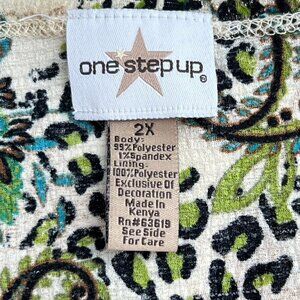 one step up®
2X
Body:
99% Polyester
1% Spandex
Lining:
100% Polyester
Exclusive Of
Decoration
Made In
Kenya
Rn#63619
See Side
For Care